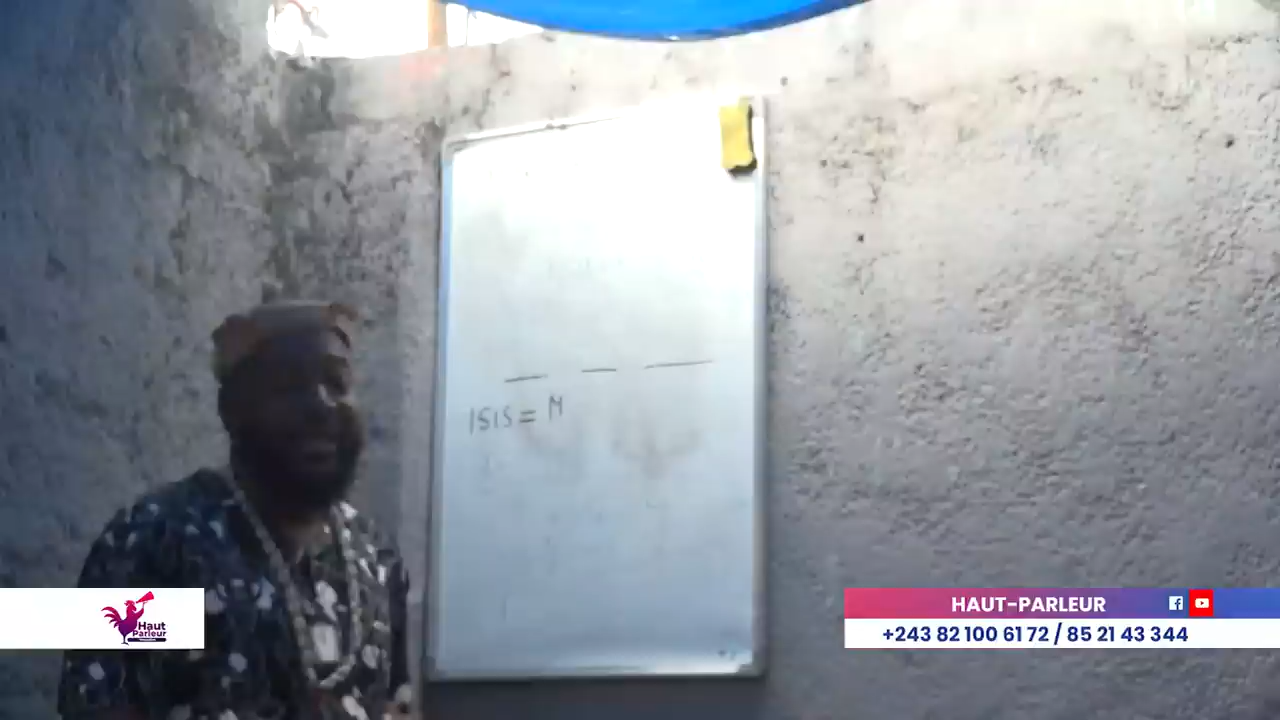 ISIS = M
Haut
Parleur
HAUT-PARLEUR
+243 82 100 61 72 / 85 21 43 344